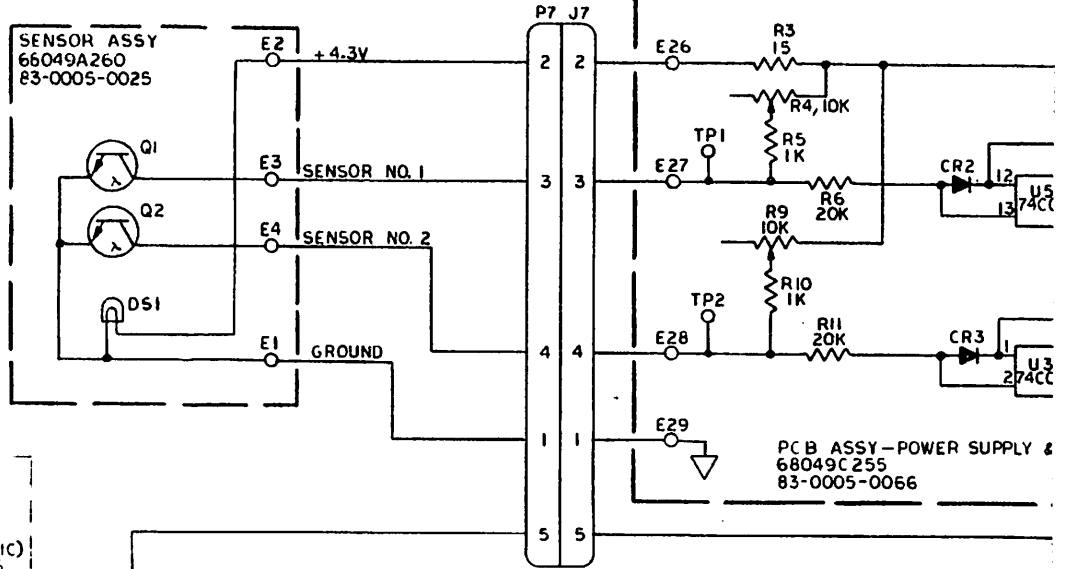 P7 J7
SENSOR ASSY
66049A260
83-0005-0025
E2
+4.3V
2 2
E26
R3
15
R4, 10K
Q1
E3
SENSOR NO. 1
3 3
E27
TP1
R5
1K
R6
20K
CR2
12
13
U5
Q2
E4
SENSOR NO. 2
R9
10K
R10
1K
DS1
E1
GROUND
4 4
E28
TP2
R11
20K
CR3
1
2
U3
1 1
E29
PCB ASSY-POWER SUPPLY &
68049C255
83-0005-0066
5 5
λ
λ